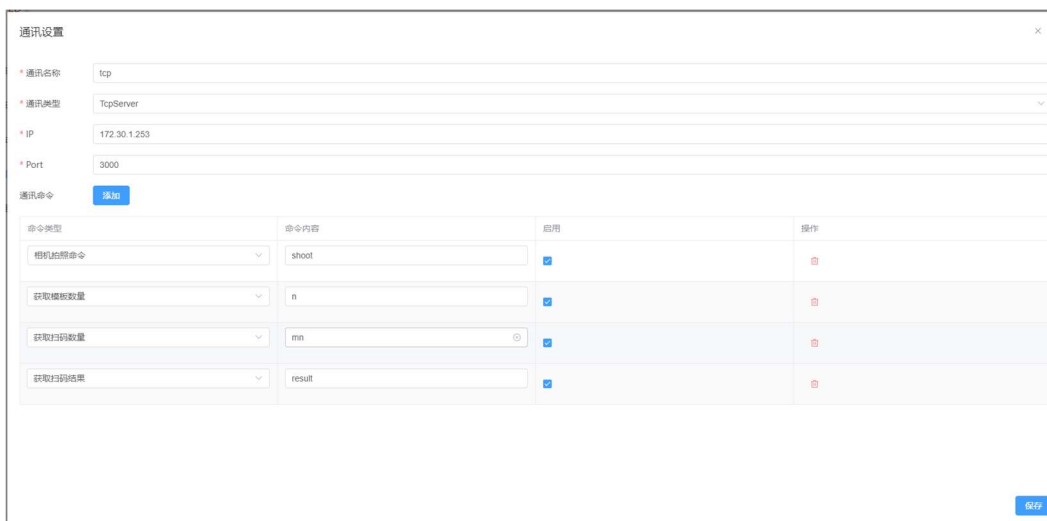 通讯设置
* 通讯名称 tcp
* 通讯类型 TcpServer
* IP 172.30.1.253
* Port 3000
通讯命令 添加
命令类型 命令内容 启用 操作
相机拍照命令 shoot
获取模板数量 n
获取扫码数量 mn
获取扫码结果 result
保存